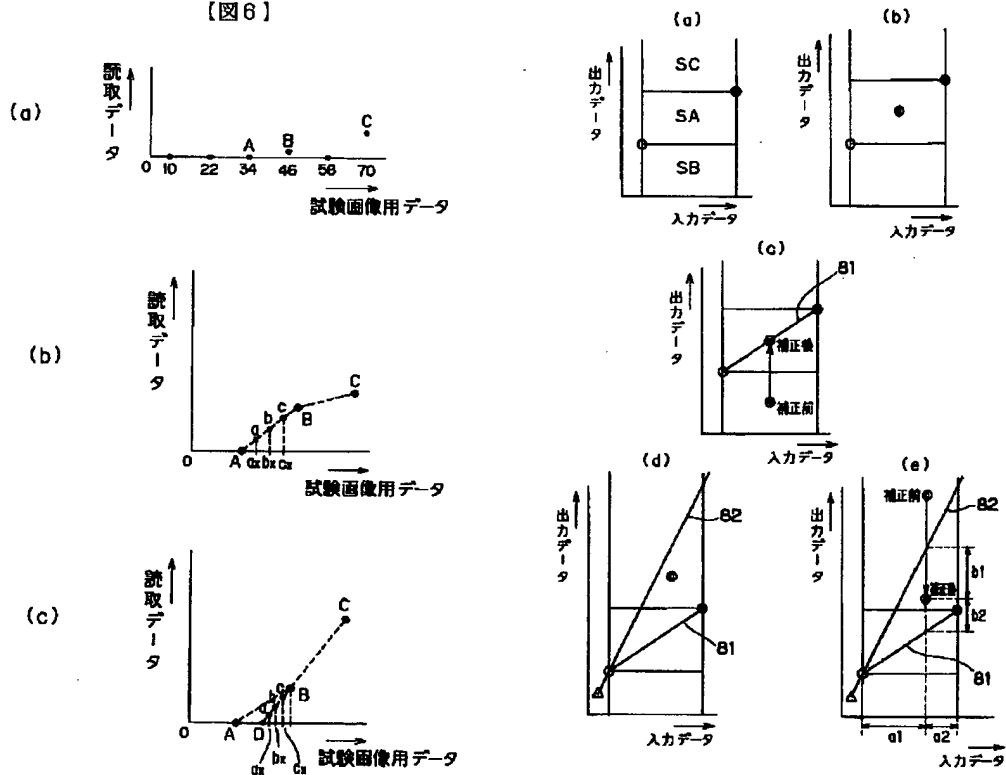 【図6】
(a)
読取データ
A
B
C
0 10 22 34 46 58 70
試験画像用データ
(b)
読取データ
a
b
c
B
C
0
A ax bx cx
試験画像用データ
(c)
読取データ
a
b
c
B
C
0
A D
ax
bx
cx
試験画像用データ
(a)
出力データ
SC
SA
SB
入力データ
(b)
出力データ
入力データ
(c)
出力データ
81
補正後
補正前
入力データ
(d)
出力データ
82
81
入力データ
(e)
出力データ
補正前
82
b1
補正後
b2
81
a1 a2
入力データ